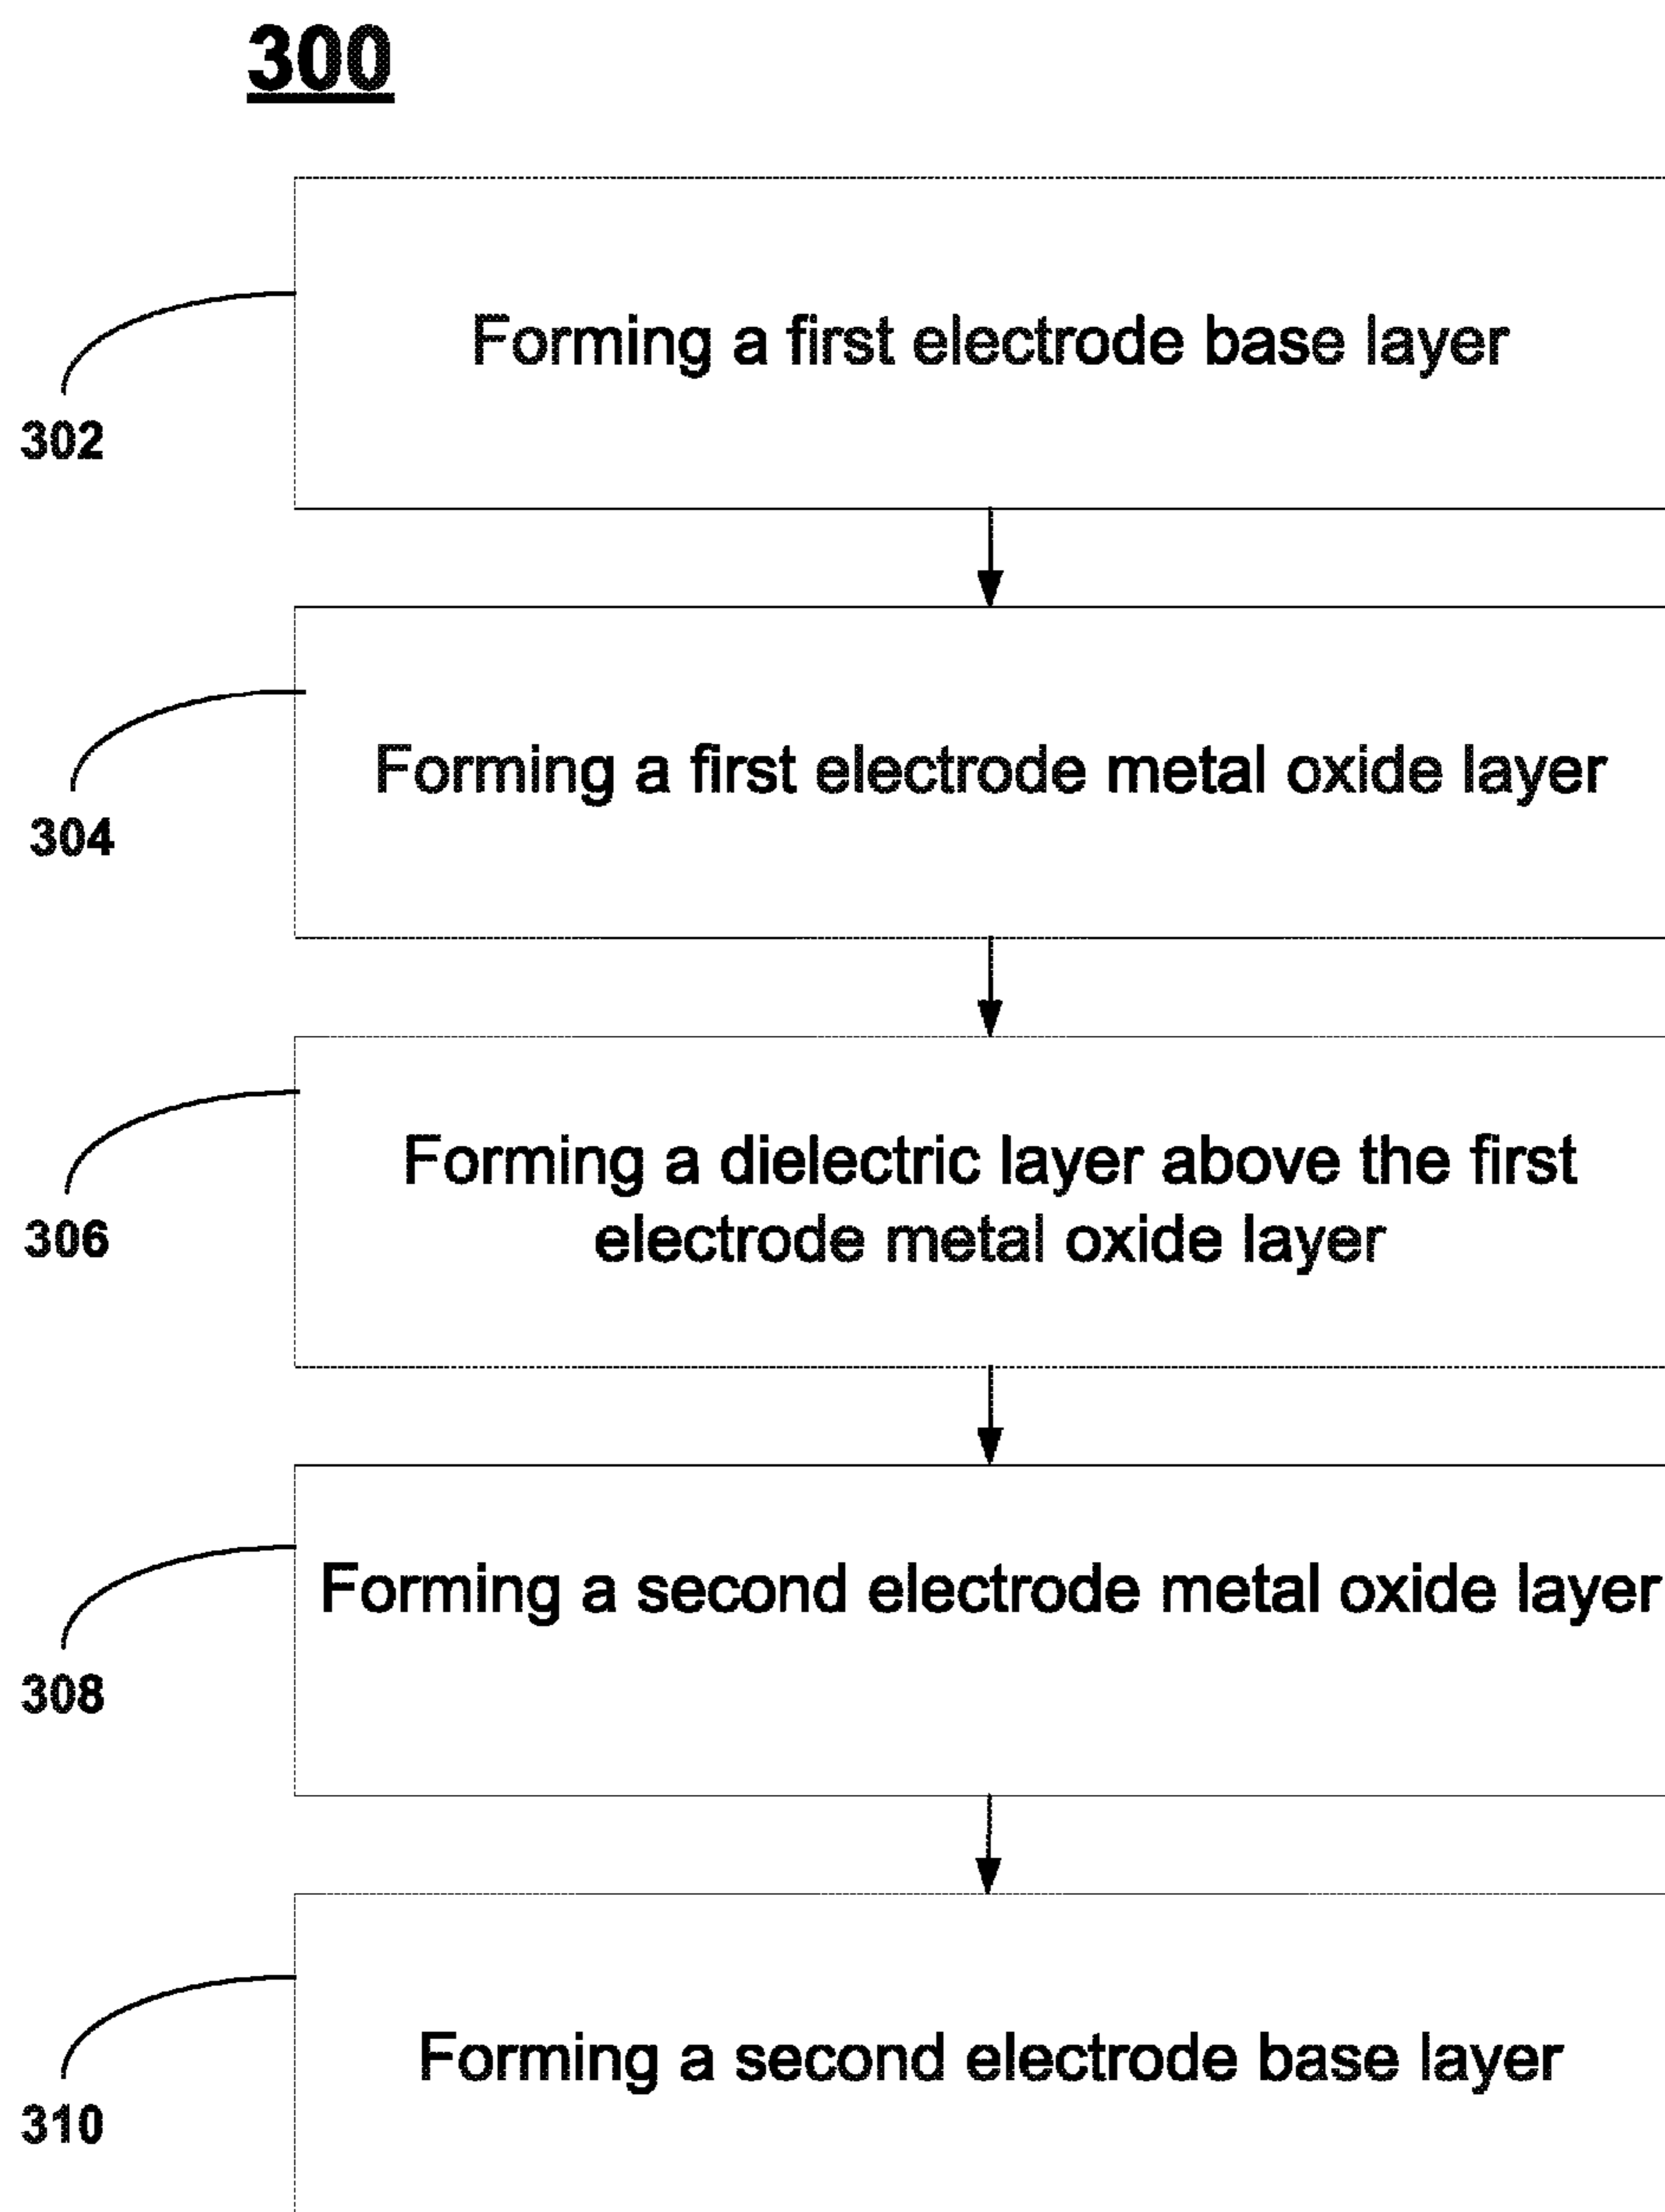 300
Forming a first electrode base layer
302
Forming a first electrode metal oxide layer
304
Forming a dielectric layer above the first
electrode metal oxide layer
306
Forming a second electrode metal oxide layer
308
Forming a second electrode base layer
310